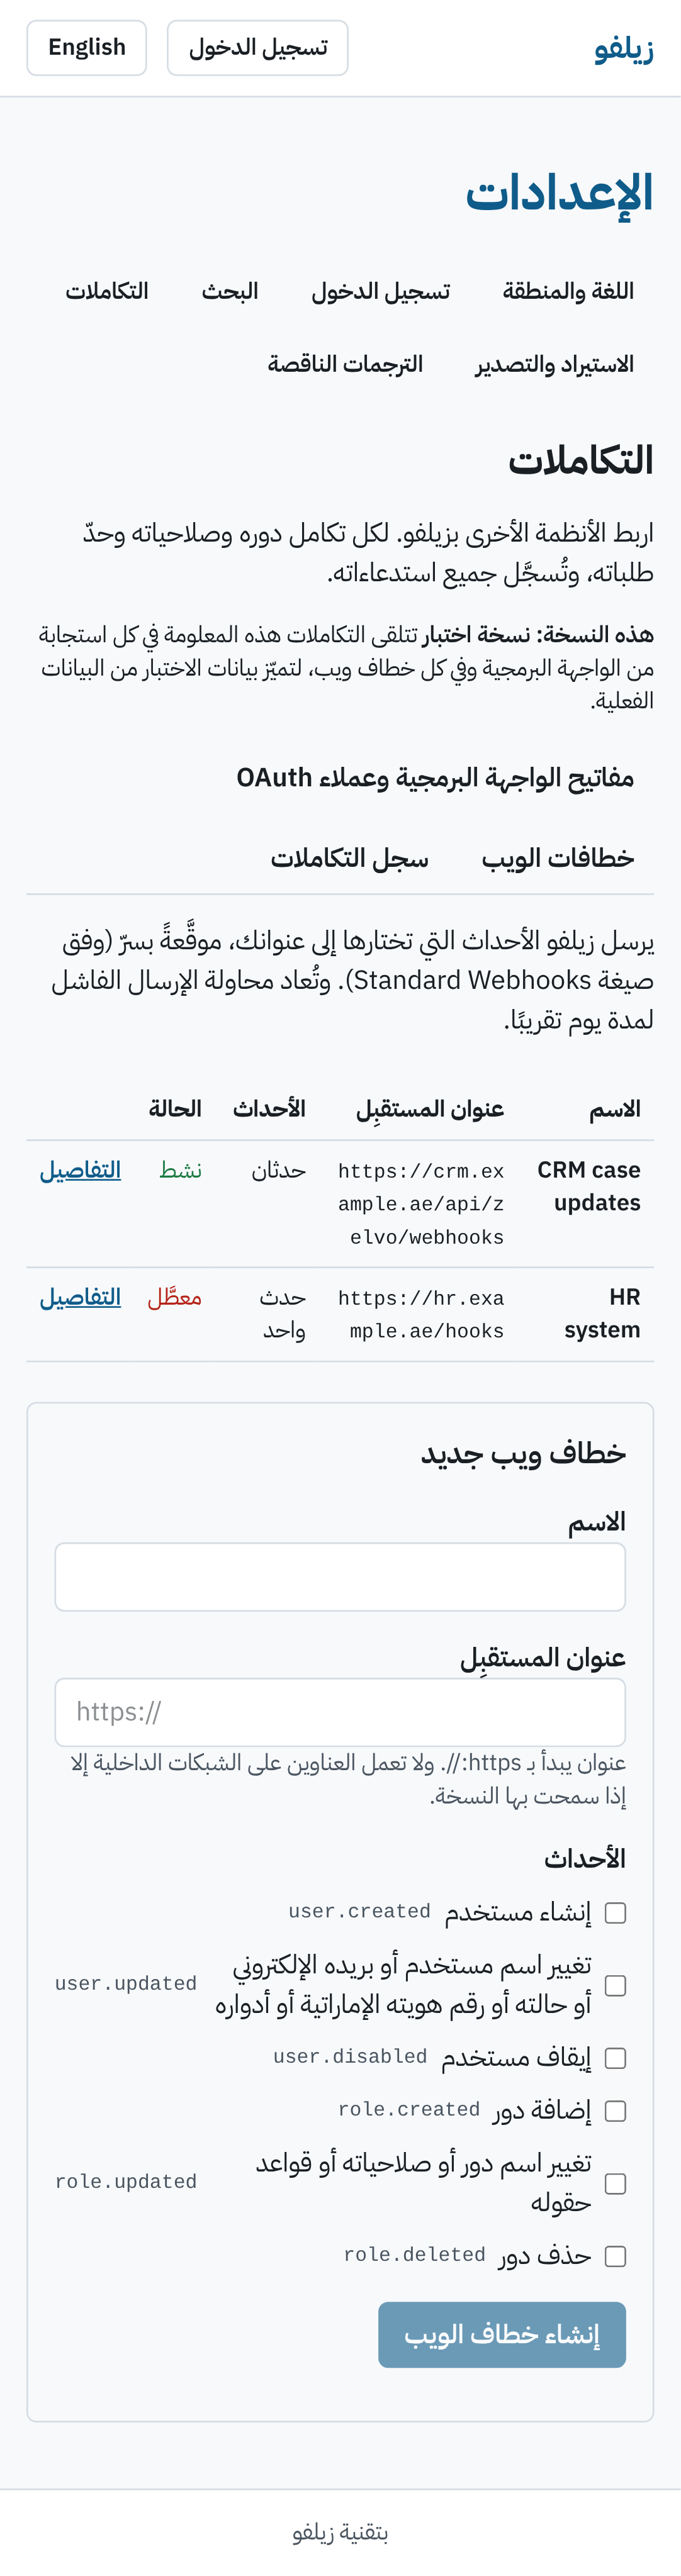 زيلفو
تسجيل الدخول
English
الإعدادات
اللغة والمنطقة
تسجيل الدخول
البحث
التكاملات
الاستيراد والتصدير
الترجمات الناقصة
التكاملات
اربط الأنظمة الأخرى بزيلفو. لكل تكامل دوره وصلاحياته وحدّ
طلباته، وتُسجَّل جميع استدعاءاته.
هذه النسخة: نسخة اختبار تتلقى التكاملات هذه المعلومة في كل استجابة
من الواجهة البرمجية وفي كل خطاف ويب، لتميّز بيانات الاختبار من البيانات
الفعلية.
مفاتيح الواجهة البرمجية وعملاء OAuth
خطافات الويب
سجل التكاملات
يرسل زيلفو الأحداث التي تختارها إلى عنوانك، موقَّعةً بسرّ (وفق
صيغة Standard Webhooks). وتُعاد محاولة الإرسال الفاشل
لمدة يوم تقريبًا.
الاسم عنوان المستقبِل الأحداث الحالة
CRM case
updates
https://crm.ex
ample.ae/api/z
elvo/webhooks
حدثان
نشط
التفاصيل
HR
system
https://hr.exa
mple.ae/hooks
حدث
واحد
معطَّل
التفاصيل
خطاف ويب جديد
الاسم
عنوان المستقبِل
https://
عنوان يبدأ بـ https://. ولا تعمل العناوين على الشبكات الداخلية إلا
إذا سمحت بها النسخة.
الأحداث
إنشاء مستخدم user.created
تغيير اسم مستخدم أو بريده الإلكتروني
أو حالته أو رقم هويته الإماراتية أو أدواره
user.updated
إيقاف مستخدم user.disabled
إضافة دور role.created
تغيير اسم دور أو صلاحياته أو قواعد
حقوله
role.updated
حذف دور role.deleted
إنشاء خطاف الويب
بتقنية زيلفو